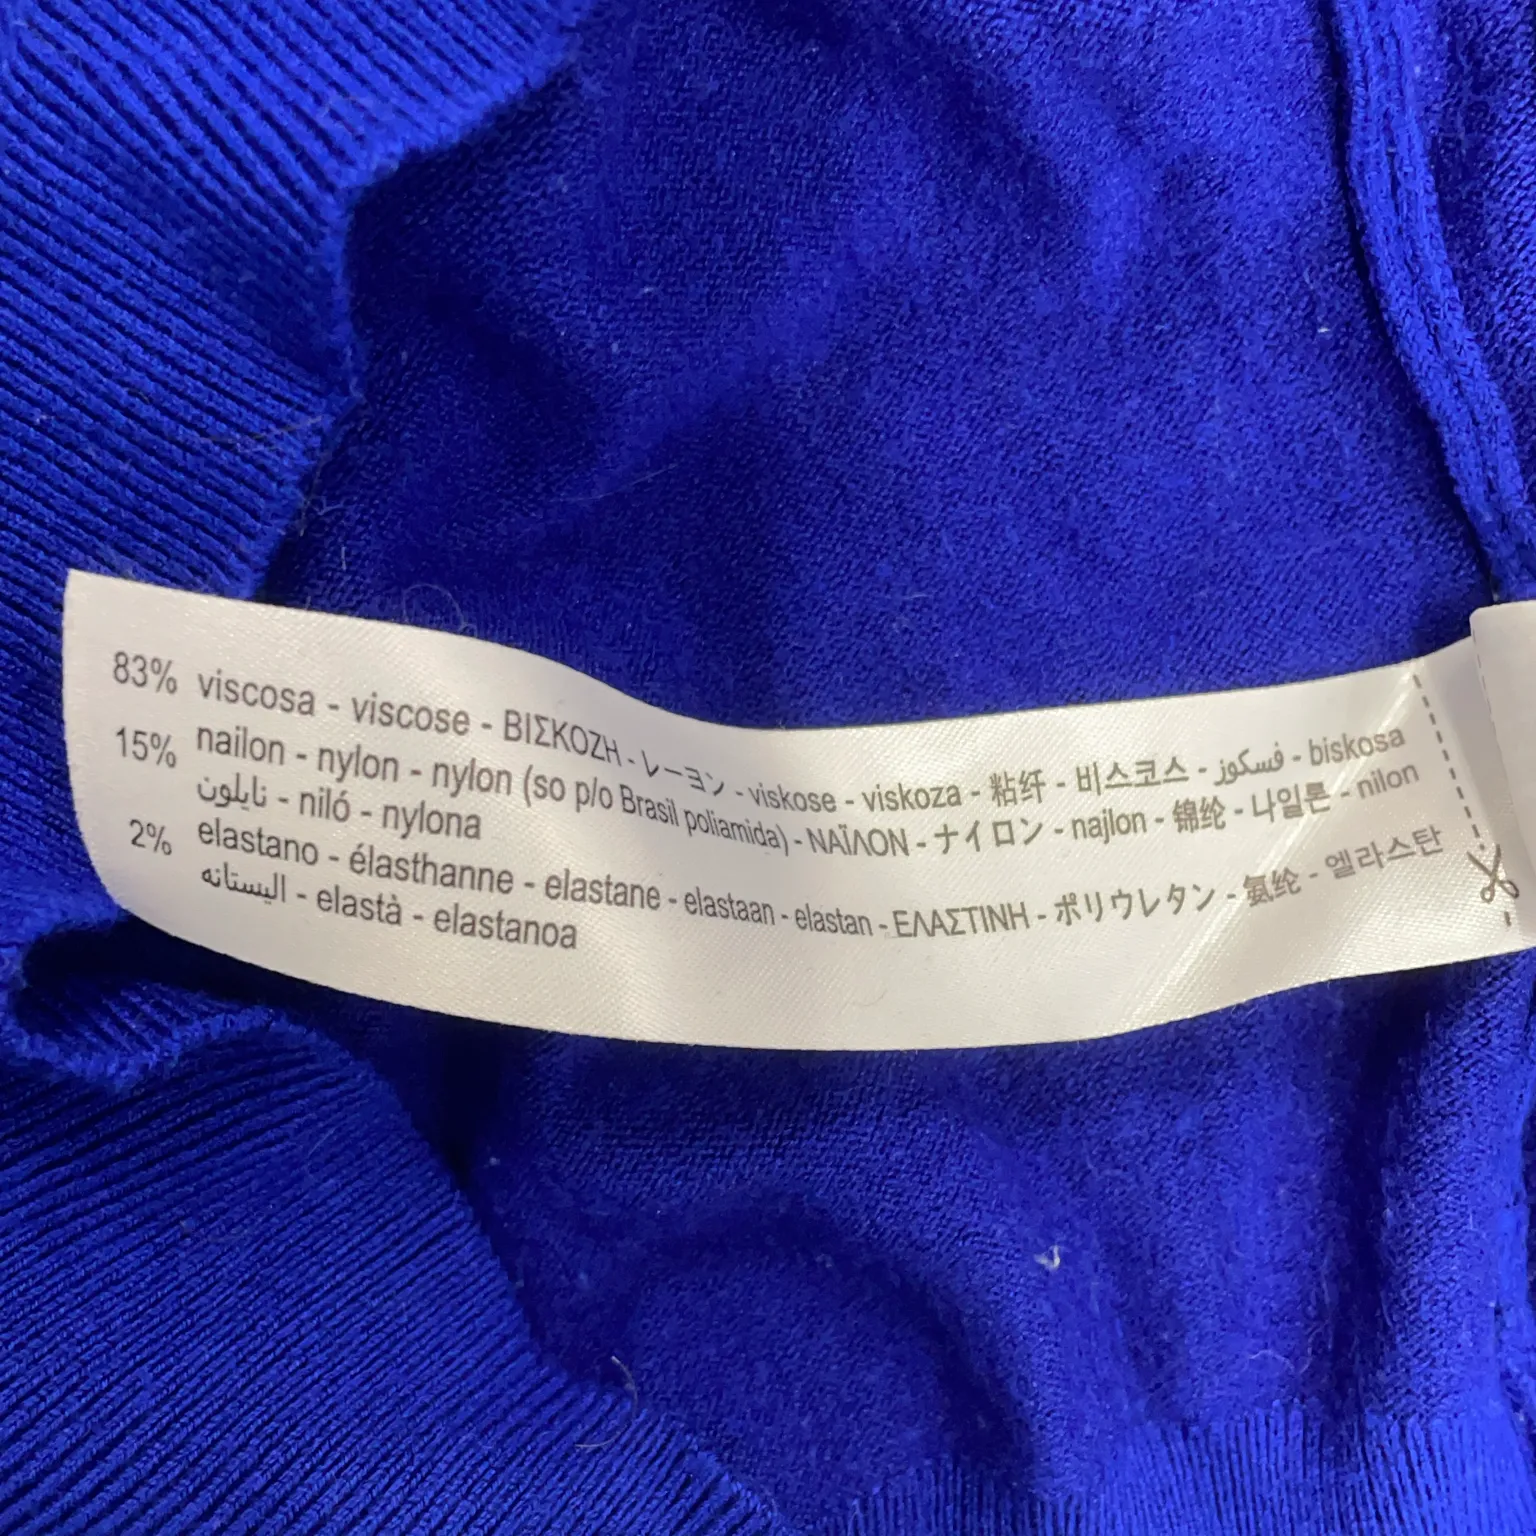 83% viscosa - viscose - ΒΙΣΚΟΖΗ - レーヨン - viskose - viskoza - 粘纤 - 비스코스 - فسكوز - biskosa
15% nailon - nylon - nylon (so p/o Brasil poliamida) - ΝΑΪΛΟΝ - ナイロン - najlon - 锦纶 - 나일론 - nilon
نايلون - niló - nylona
2% elastano - élasthanne - elastane - elastaan - elastan - ΕΛΑΣΤΙΝΗ - ポリウレタン - 氨纶 - 엘라스탄
اليستانه - elastà - elastanoa